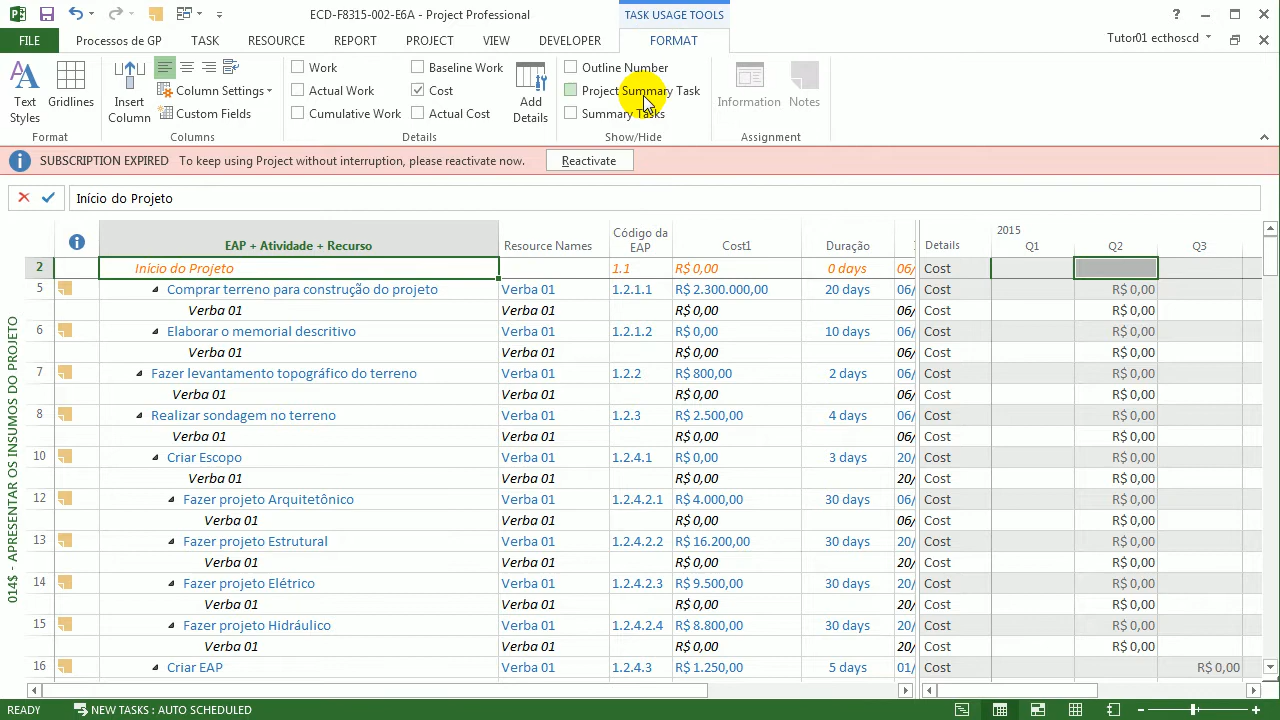 ECD-F8315-002-E6A - Project Professional
TASK USAGE TOOLS
FILE Processos de GP TASK RESOURCE REPORT PROJECT VIEW DEVELOPER FORMAT
Tutor01 ecthoscd
Text Styles
Gridlines
Format
Insert Column
Column Settings
Custom Fields
Columns
Work
Actual Work
Cumulative Work
Baseline Work
Cost
Actual Cost
Details
Add Details
Outline Number
Project Summary Task
Summary Tasks
Show/Hide
Information
Notes
Assignment
SUBSCRIPTION EXPIRED To keep using Project without interruption, please reactivate now. Reactivate
Início do Projeto
014$ - APRESENTAR OS INSUMOS DO PROJETO
2015
EAP + Atividade + Recurso Resource Names Código da EAP Cost1 Duração Details Q1 Q2 Q3
2 Início do Projeto 1.1 R$ 0,00 0 days 06/ Cost
5 Comprar terreno para construção do projeto Verba 01 1.2.1.1 R$ 2.300.000,00 20 days 06/ Cost R$ 0,00
Verba 01 Verba 01 R$ 0,00 06/ Cost R$ 0,00
6 Elaborar o memorial descritivo Verba 01 1.2.1.2 R$ 0,00 10 days 06/ Cost R$ 0,00
Verba 01 Verba 01 R$ 0,00 06/ Cost R$ 0,00
7 Fazer levantamento topográfico do terreno Verba 01 1.2.2 R$ 800,00 2 days 06/ Cost R$ 0,00
Verba 01 Verba 01 R$ 0,00 06/ Cost R$ 0,00
8 Realizar sondagem no terreno Verba 01 1.2.3 R$ 2.500,00 4 days 06/ Cost R$ 0,00
Verba 01 Verba 01 R$ 0,00 06/ Cost R$ 0,00
10 Criar Escopo Verba 01 1.2.4.1 R$ 0,00 3 days 20/ Cost R$ 0,00
Verba 01 Verba 01 R$ 0,00 20/ Cost R$ 0,00
12 Fazer projeto Arquitetônico Verba 01 1.2.4.2.1 R$ 4.000,00 30 days 06/ Cost R$ 0,00
Verba 01 Verba 01 R$ 0,00 06/ Cost R$ 0,00
13 Fazer projeto Estrutural Verba 01 1.2.4.2.2 R$ 16.200,00 30 days 20/ Cost R$ 0,00
Verba 01 Verba 01 R$ 0,00 20/ Cost R$ 0,00
14 Fazer projeto Elétrico Verba 01 1.2.4.2.3 R$ 9.500,00 30 days 20/ Cost R$ 0,00
Verba 01 Verba 01 R$ 0,00 20/ Cost R$ 0,00
15 Fazer projeto Hidráulico Verba 01 1.2.4.2.4 R$ 8.800,00 30 days 20/ Cost R$ 0,00
Verba 01 Verba 01 R$ 0,00 20/ Cost R$ 0,00
16 Criar EAP Verba 01 1.2.4.3 R$ 1.250,00 5 days 01/ Cost R$ 0,00
READY NEW TASKS : AUTO SCHEDULED